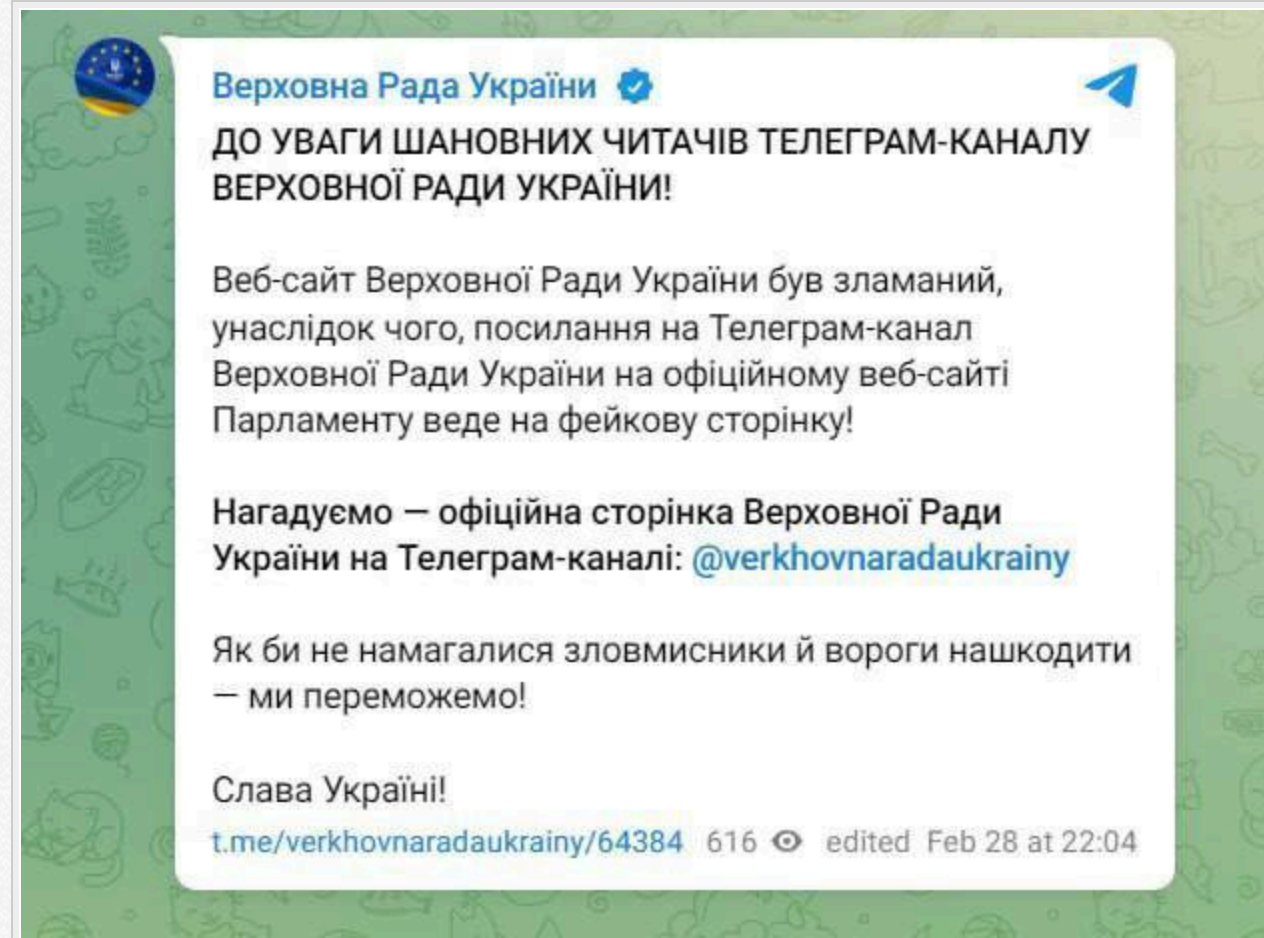 Верховна Рада України
ДО УВАГИ ШАНОВНИХ ЧИТАЧІВ ТЕЛЕГРАМ-КАНАЛУ
ВЕРХОВНОЇ РАДИ УКРАЇНИ!
Веб-сайт Верховної Ради України був зламаний,
унаслідок чого, посилання на Телеграм-канал
Верховної Ради України на офіційному веб-сайті
Парламенту веде на фейкову сторінку!
Нагадуємо — офіційна сторінка Верховної Ради
України на Телеграм-каналі: @verkhovnaradaukrainy
Як би не намагалися зловмисники й вороги нашкодити
— ми переможемо!
Слава Україні!
t.me/verkhovnaradaukrainy/64384 616 edited Feb 28 at 22:04